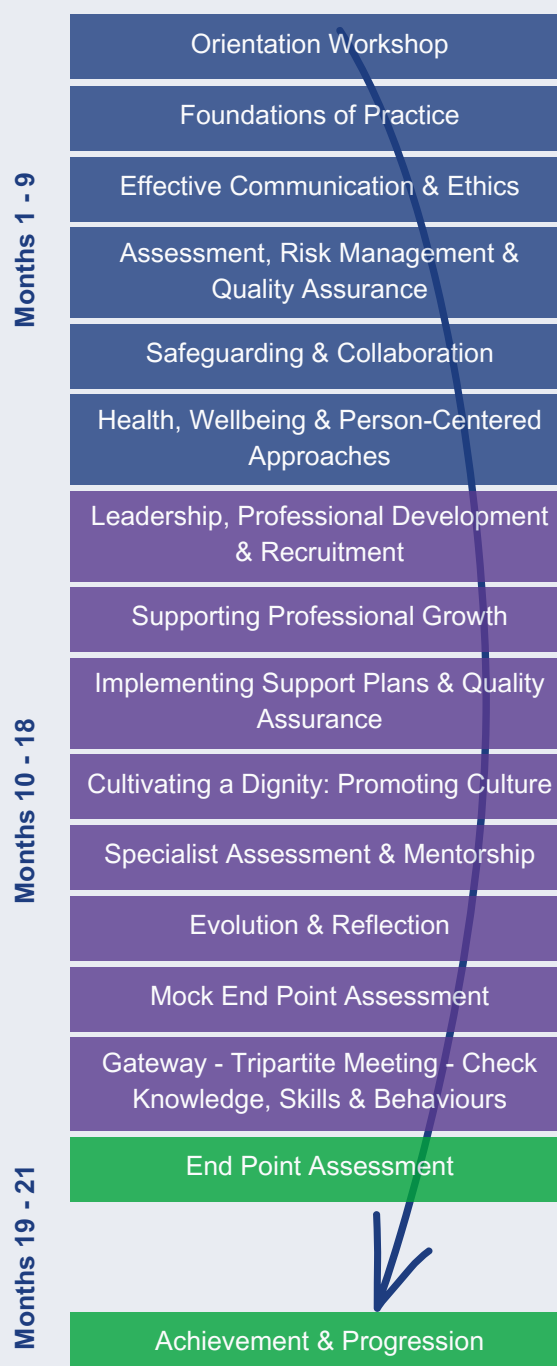 Months 1 - 9
Orientation Workshop
Foundations of Practice
Effective Communication & Ethics
Assessment, Risk Management &
Quality Assurance
Safeguarding & Collaboration
Health, Wellbeing & Person-Centered
Approaches
Months 10 - 18
Leadership, Professional Development
& Recruitment
Supporting Professional Growth
Implementing Support Plans & Quality
Assurance
Cultivating a Dignity: Promoting Culture
Specialist Assessment & Mentorship
Evolution & Reflection
Mock End Point Assessment
Gateway - Tripartite Meeting - Check
Knowledge, Skills & Behaviours
Months 19 - 21
End Point Assessment
Achievement & Progression